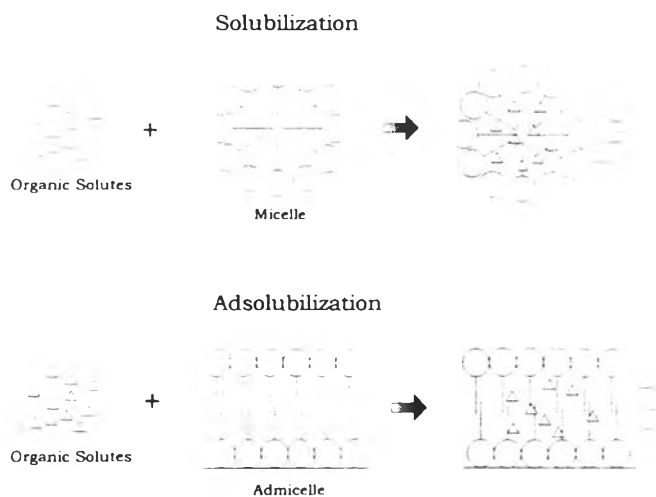 Solubilization
+
Organic Solutes
Micelle
Adsolubilization
+
Organic Solutes
Admicelle